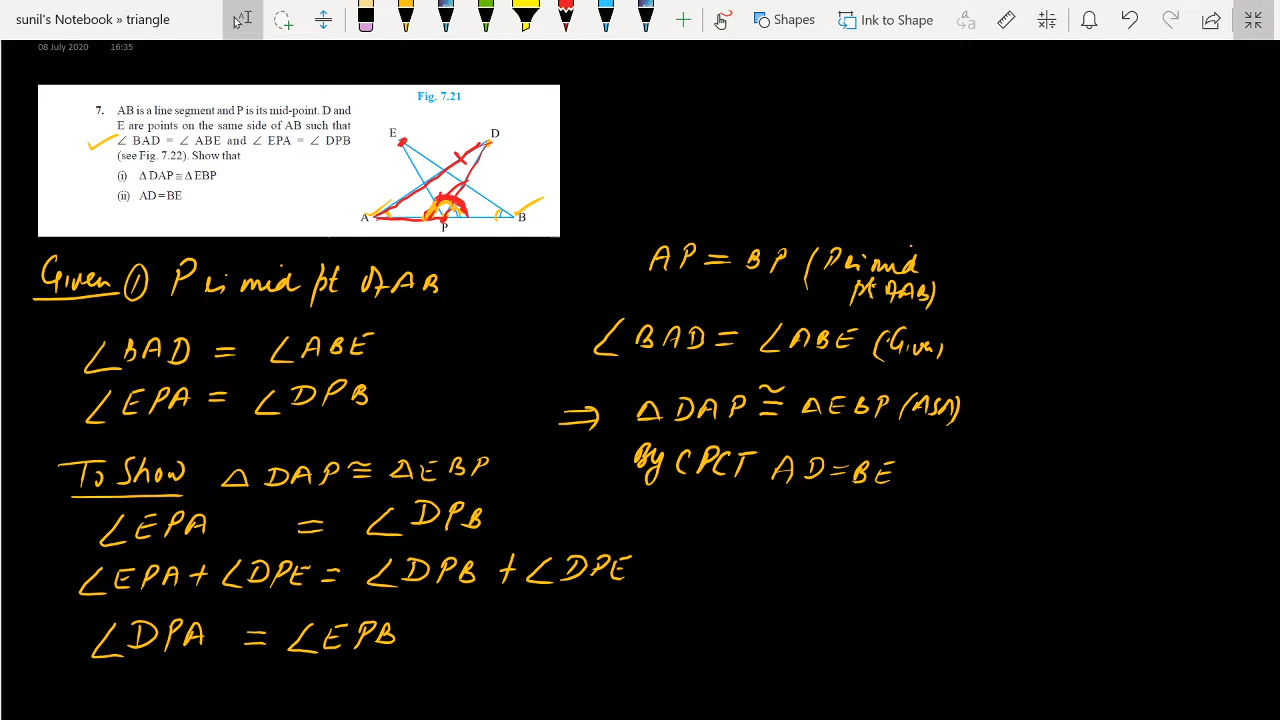 sunil's Notebook » triangle
Shapes
Ink to Shape
08 July 2020 16:35
Fig. 7.21
7. AB is a line segment and P is its mid-point. D and
E are points on the same side of AB such that
∠ BAD = ∠ ABE and ∠ EPA = ∠ DPB
(see Fig. 7.22). Show that
(i) Δ DAP ≅ Δ EBP
(ii) AD = BE
E
D
A
P
B
Given ① P is mid pt of AB
∠BAD = ∠ABE
∠EPA = ∠DPB
To Show Δ DAP ≅ Δ EBP
∠EPA = ∠DPB
∠EPA + ∠DPE = ∠DPB + ∠DPE
∠DPA = ∠EPB
AP = BP (P is mid
pt of AB)
∠BAD = ∠ABE (Given)
⇒ Δ DAP ≅ Δ EBP (ASA)
By CPCT AD = BE